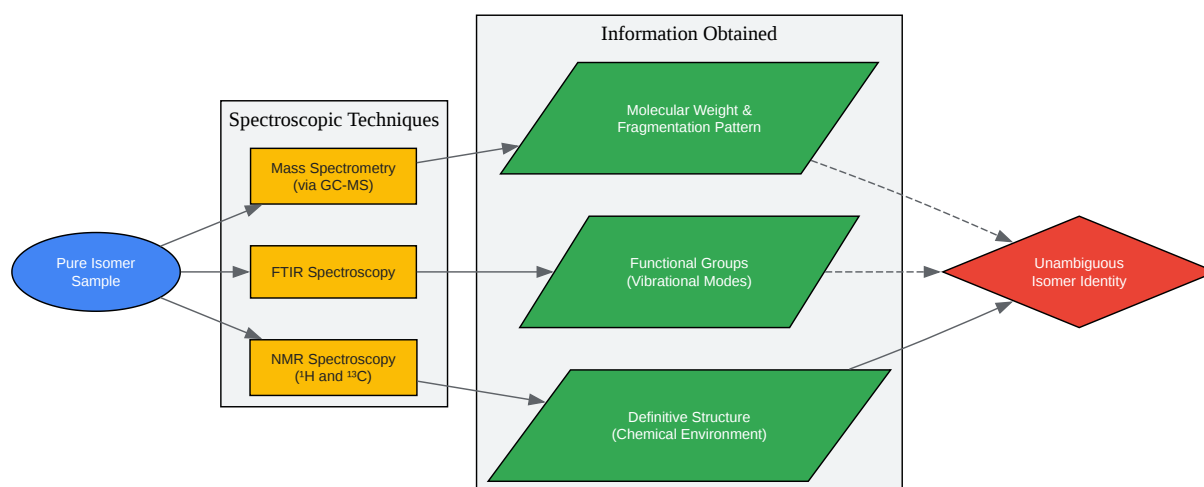 Information Obtained
Spectroscopic Techniques
Pure Isomer
Sample
Mass Spectrometry
(via GC-MS)
FTIR Spectroscopy
NMR Spectroscopy
(¹H and ¹³C)
Molecular Weight &
Fragmentation Pattern
Functional Groups
(Vibrational Modes)
Definitive Structure
(Chemical Environment)
Unambiguous
Isomer Identity